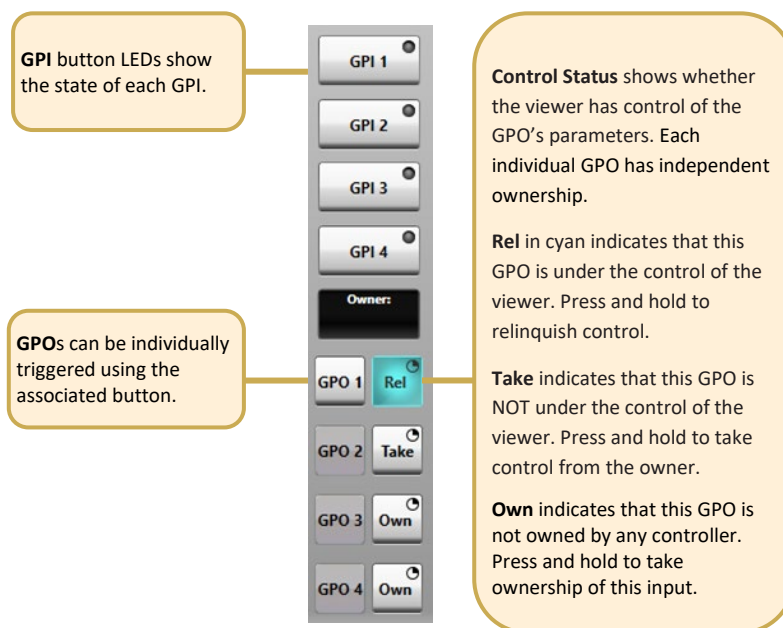 GPI button LEDs show
the state of each GPI.
GPI 1
GPI 2
GPI 3
GPI 4
Owner:
GPOs can be individually
triggered using the
associated button.
GPO 1 Rel
GPO 2 Take
GPO 3 Own
GPO 4 Own
Control Status shows whether
the viewer has control of the
GPO’s parameters. Each
individual GPO has independent
ownership.
Rel in cyan indicates that this
GPO is under the control of the
viewer. Press and hold to
relinquish control.
Take indicates that this GPO is
NOT under the control of the
viewer. Press and hold to take
control from the owner.
Own indicates that this GPO is
not owned by any controller.
Press and hold to take
ownership of this input.